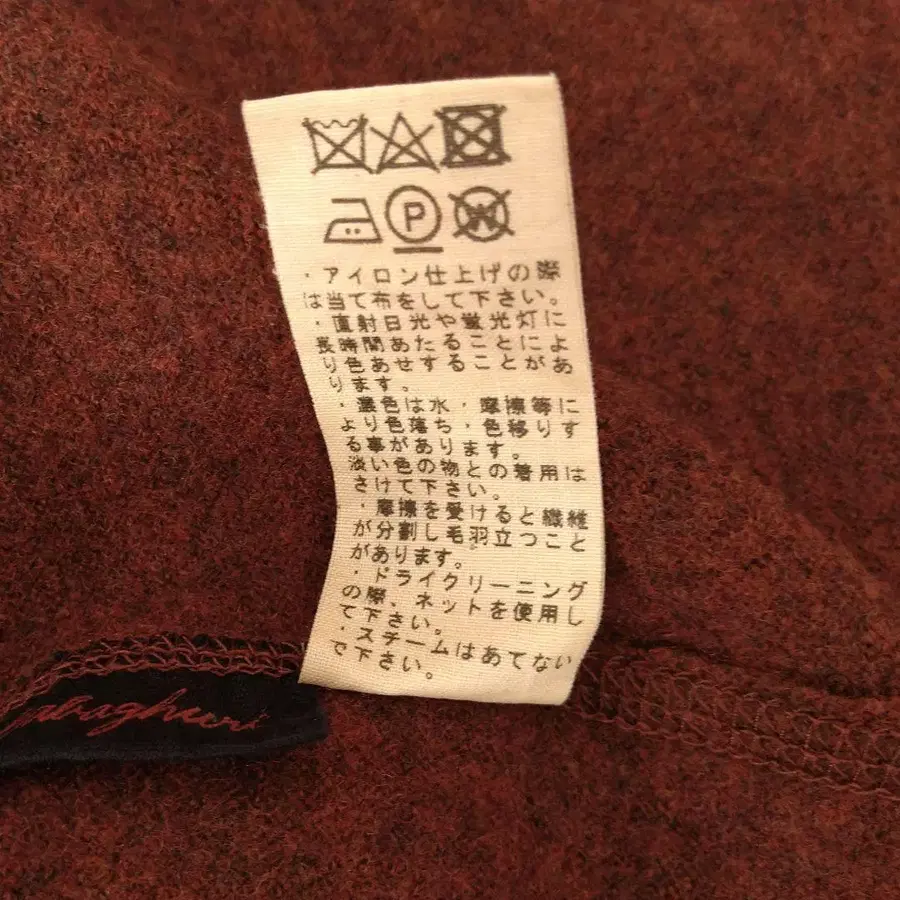 P
W
・アイロン仕上げの際
は当て布をして下さい。
・直射日光や蛍光灯に
長時間あたることによ
り色あせすることがあ
ります。
・濃色は水・摩擦等に
より色落ち・色移りす
る事があります。
淡い色の物との着用は
さけて下さい。
・摩擦を受けると繊維
が分割し毛羽立つこと
があります。
・ドライクリーニング
の際、ネットを使用し
て下さい。
・スチームはあてない
で下さい。